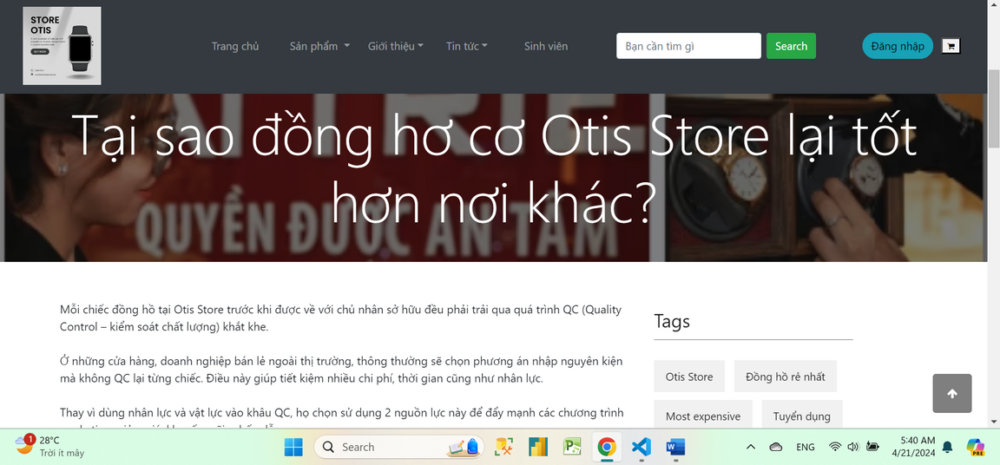 STORE
OTIS
Trang chủ
Sản phẩm
Giới thiệu
Tin tức
Sinh viên
Bạn cần tìm gì
Search
Đăng nhập
Tại sao đồng hơ cơ Otis Store lại tốt
hơn nơi khác?
QUYỀN ĐƯỢC AN TÂM
Mỗi chiếc đồng hồ tại Otis Store trước khi được về với chủ nhân sở hữu đều phải trải qua quá trình QC (Quality
Control – kiểm soát chất lượng) khắt khe.
Ở những cửa hàng, doanh nghiệp bán lẻ ngoài thị trường, thông thường sẽ chọn phương án nhập nguyên kiện
mà không QC lại từng chiếc. Điều này giúp tiết kiệm nhiều chi phí, thời gian cũng như nhân lực.
Thay vì dùng nhân lực và vật lực vào khâu QC, họ chọn sử dụng 2 nguồn lực này để đẩy mạnh các chương trình
Tags
Otis Store
Đồng hồ rẻ nhất
Most expensive
Tuyển dụng
1
28°C
Trời ít mây
Search
ENG
5:40 AM
4/21/2024
PRE